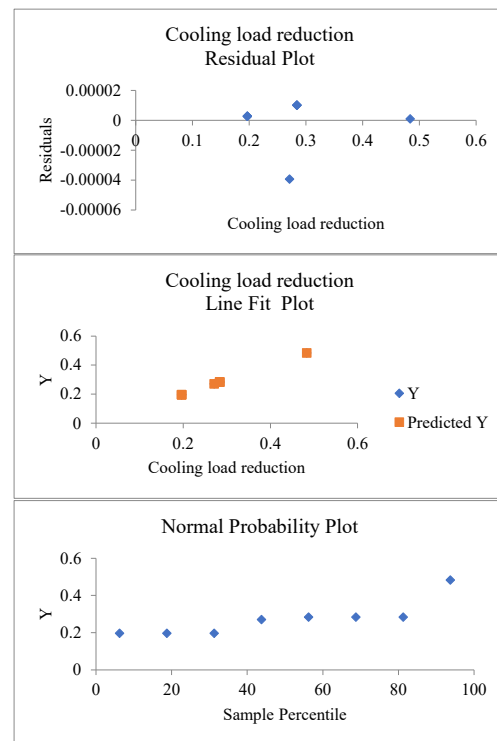 Cooling load reduction
Residual Plot
0.00002
0
-0.00002
-0.00004
-0.00006
0 0.1 0.2 0.3 0.4 0.5 0.6
Residuals
Cooling load reduction
Cooling load reduction
Line Fit Plot
0.6
0.4
0.2
0
0 0.2 0.4 0.6
Y
Cooling load reduction
Y
Predicted Y
Normal Probability Plot
0.6
0.4
0.2
0
0 20 40 60 80 100
Y
Sample Percentile